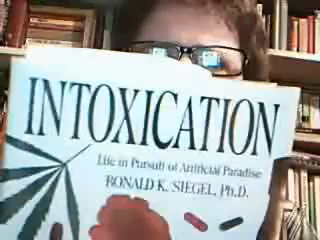 INTOXICATION
Life in Pursuit of Artificial Paradise
RONALD K. SIEGEL, Ph.D.